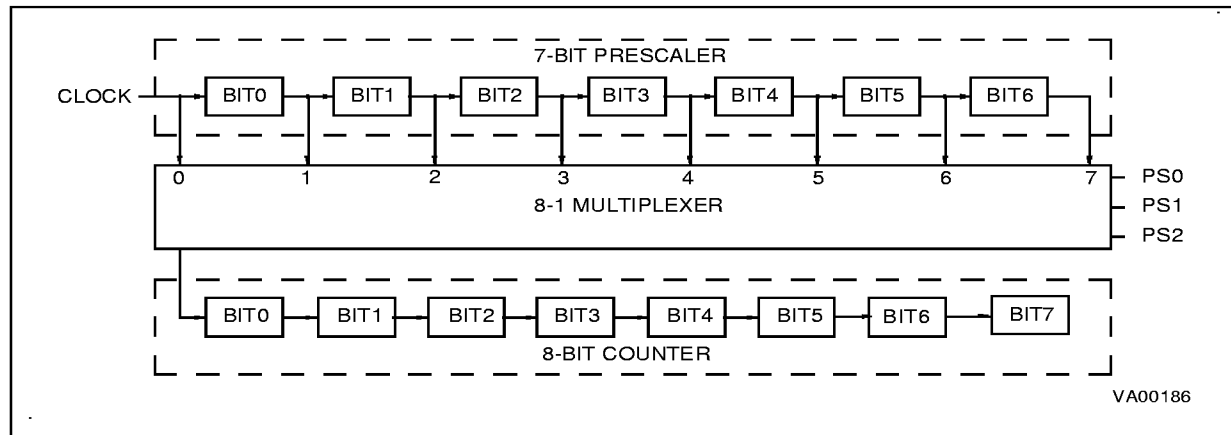 7-BIT PRESCALER
CLOCK BIT0 BIT1 BIT2 BIT3 BIT4 BIT5 BIT6
0 1 2 3 4 5 6 7 PS0
8-1 MULTIPLEXER PS1
PS2
BIT0 BIT1 BIT2 BIT3 BIT4 BIT5 BIT6 BIT7
8-BIT COUNTER
VA00186